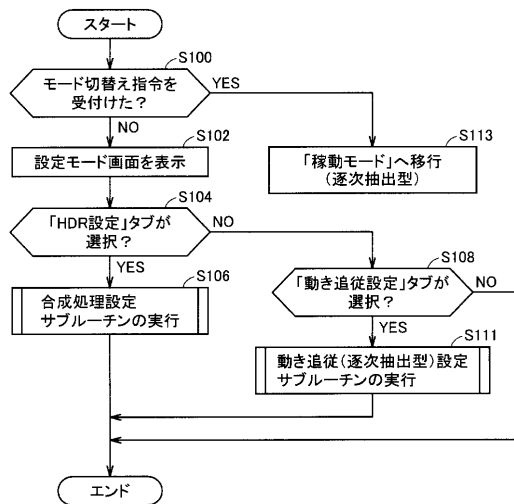 スタート
S100
モード切替え指令を
受付けた？
YES
NO
S102
設定モード画面を表示
S113
「稼動モード」へ移行
(逐次抽出型)
S104
「HDR設定」タブが
選択？
NO
YES
S106
合成処理設定
サブルーチンの実行
S108
「動き追従設定」タブが
選択？
NO
YES
S111
動き追従(逐次抽出型)設定
サブルーチンの実行
エンド